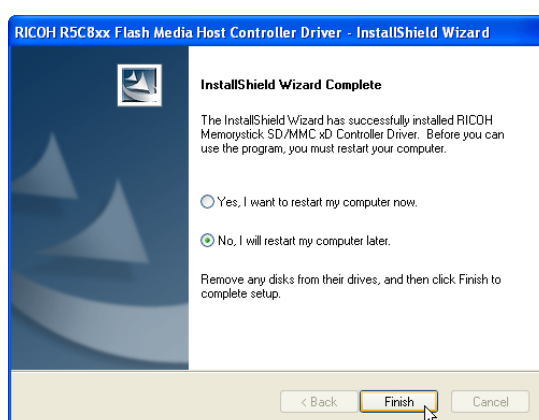 RICOH R5C8xx Flash Media Host Controller Driver - InstallShield Wizard
InstallShield Wizard Complete
The InstallShield Wizard has successfully installed RICOH
Memorystick SD/MMC xD Controller Driver.  Before you can
use the program, you must restart your computer.
Yes, I want to restart my computer now.
No, I will restart my computer later.
Remove any disks from their drives, and then click Finish to
complete setup.
< Back
Finish
Cancel